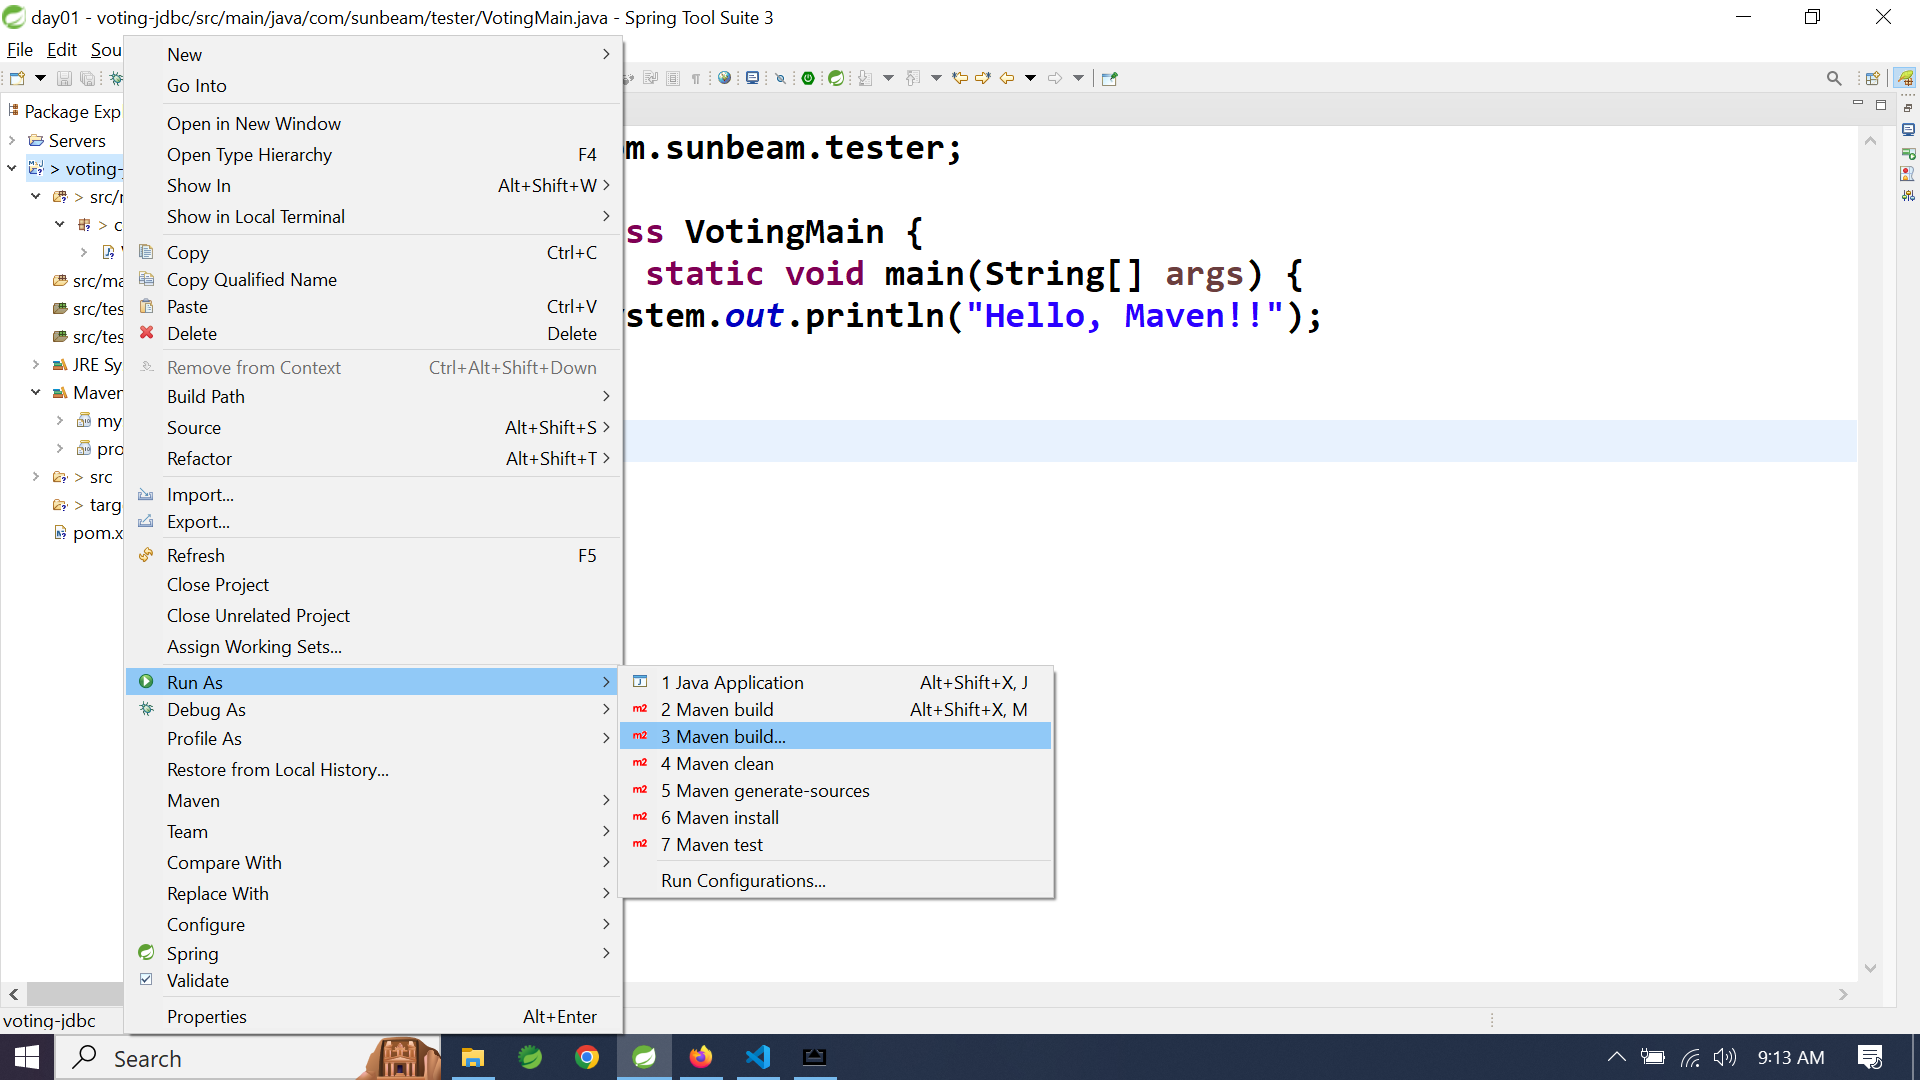 day01 - voting-jdbc/src/main/java/com/sunbeam/tester/VotingMain.java - Spring Tool Suite 3
File Edit Sou
Package Exp
Servers
> voting-
> src/r
> c
src/ma
src/tes
src/tes
JRE Sy
Maven
my
pro
> src
> targ
pom.x
New
Go Into
Open in New Window
Open Type Hierarchy F4
Show In Alt+Shift+W
Show in Local Terminal
Copy Ctrl+C
Copy Qualified Name
Paste Ctrl+V
Delete Delete
Remove from Context Ctrl+Alt+Shift+Down
Build Path
Source Alt+Shift+S
Refactor Alt+Shift+T
Import...
Export...
Refresh F5
Close Project
Close Unrelated Project
Assign Working Sets...
Run As
Debug As
Profile As
Restore from Local History...
Maven
Team
Compare With
Replace With
Configure
Spring
Validate
Properties Alt+Enter
1 Java Application Alt+Shift+X, J
2 Maven build Alt+Shift+X, M
3 Maven build...
4 Maven clean
5 Maven generate-sources
6 Maven install
7 Maven test
Run Configurations...
m.sunbeam.tester;
ss VotingMain {
static void main(String[] args) {
stem.out.println("Hello, Maven!!");
voting-jdbc
Search
9:13 AM